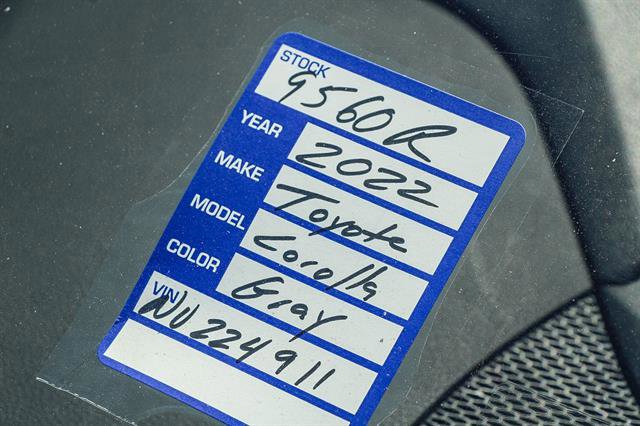 STOCK
9560R
YEAR 2022
MAKE Toyota
MODEL Corolla
COLOR Gray
VIN
NU224911